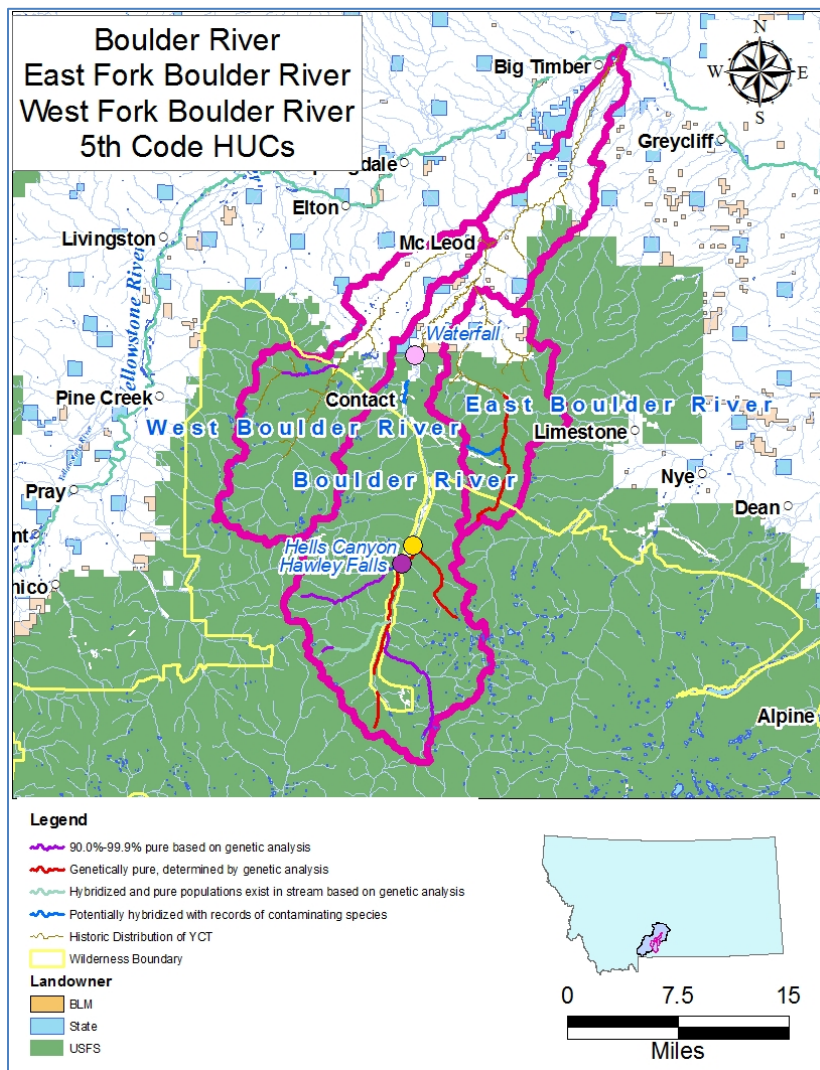 Boulder River
East Fork Boulder River
West Fork Boulder River
5th Code HUCs
N
W E
S
Big Timber
Greycliff
Elton
Livingston
Mc Leod
Yellowstone River
Waterfall
Pine Creek
Contact
East Boulder River
West Boulder River
Limestone
Yellowstone River
Boulder River
Nye
Pray
Dean
Hells Canyon
Hawley Falls
Alpine
Legend
90.0%-99.9% pure based on genetic analysis
Genetically pure, determined by genetic analysis
Hybridized and pure populations exist in stream based on genetic analysis
Potentially hybridized with records of contaminating species
Historic Distribution of YCT
Wilderness Boundary
Landowner
BLM
State
USFS
0 7.5 15
Miles